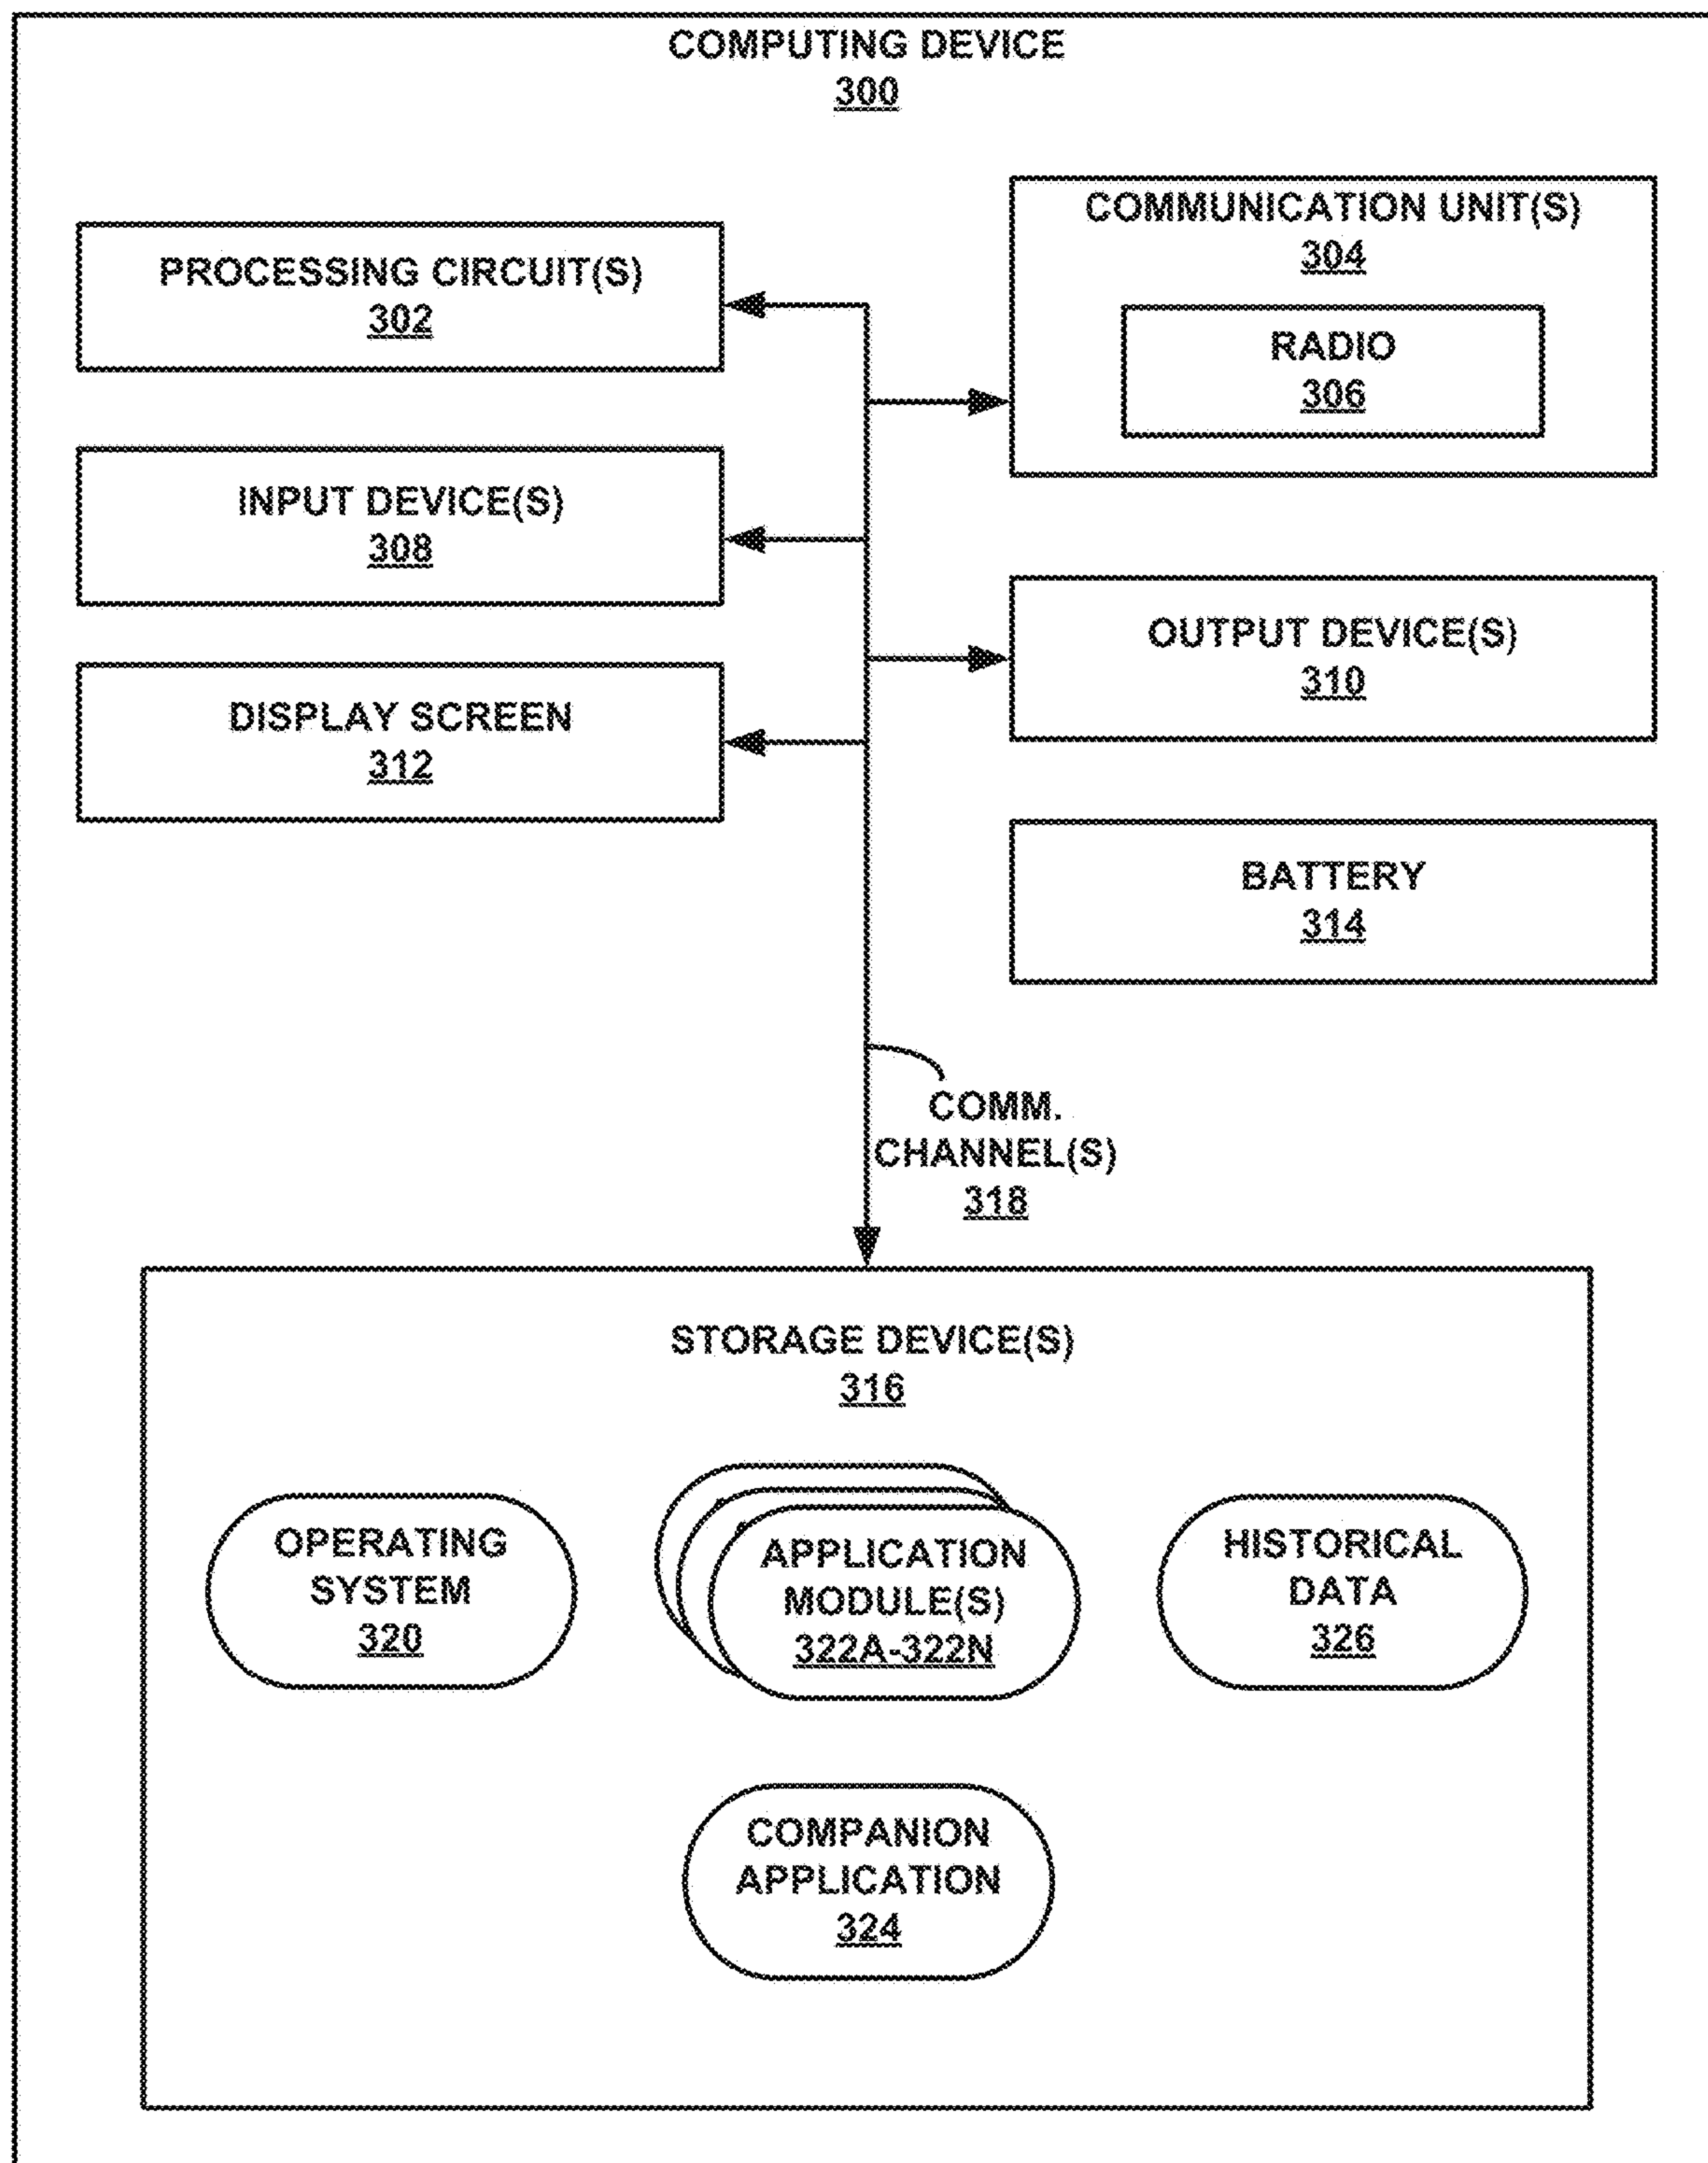 COMPUTING DEVICE
300
PROCESSING CIRCUIT(S)
302
COMMUNICATION UNIT(S)
304
RADIO
306
INPUT DEVICE(S)
308
OUTPUT DEVICE(S)
310
DISPLAY SCREEN
312
BATTERY
314
COMM.
CHANNEL(S)
318
STORAGE DEVICE(S)
316
OPERATING
SYSTEM
320
APPLICATION
MODULE(S)
322A-322N
HISTORICAL
DATA
326
COMPANION
APPLICATION
324